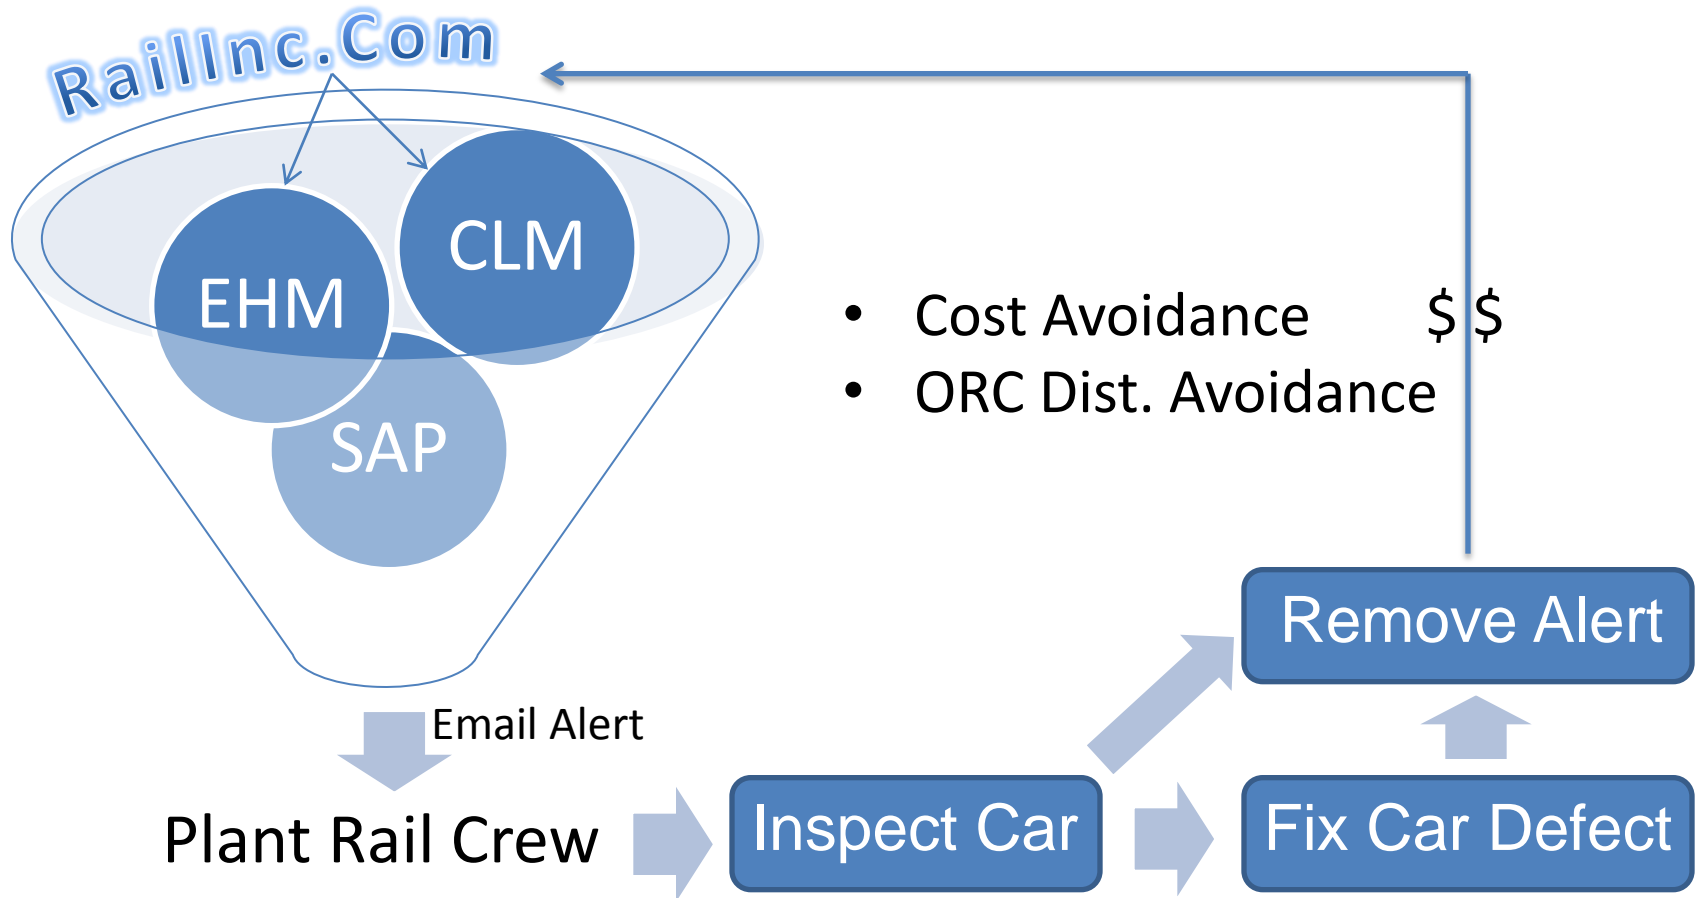 RailInc.Com
CLM
EHM
SAP
• Cost Avoidance $ $
• ORC Dist. Avoidance
Remove Alert
Email Alert
Plant Rail Crew
Inspect Car
Fix Car Defect